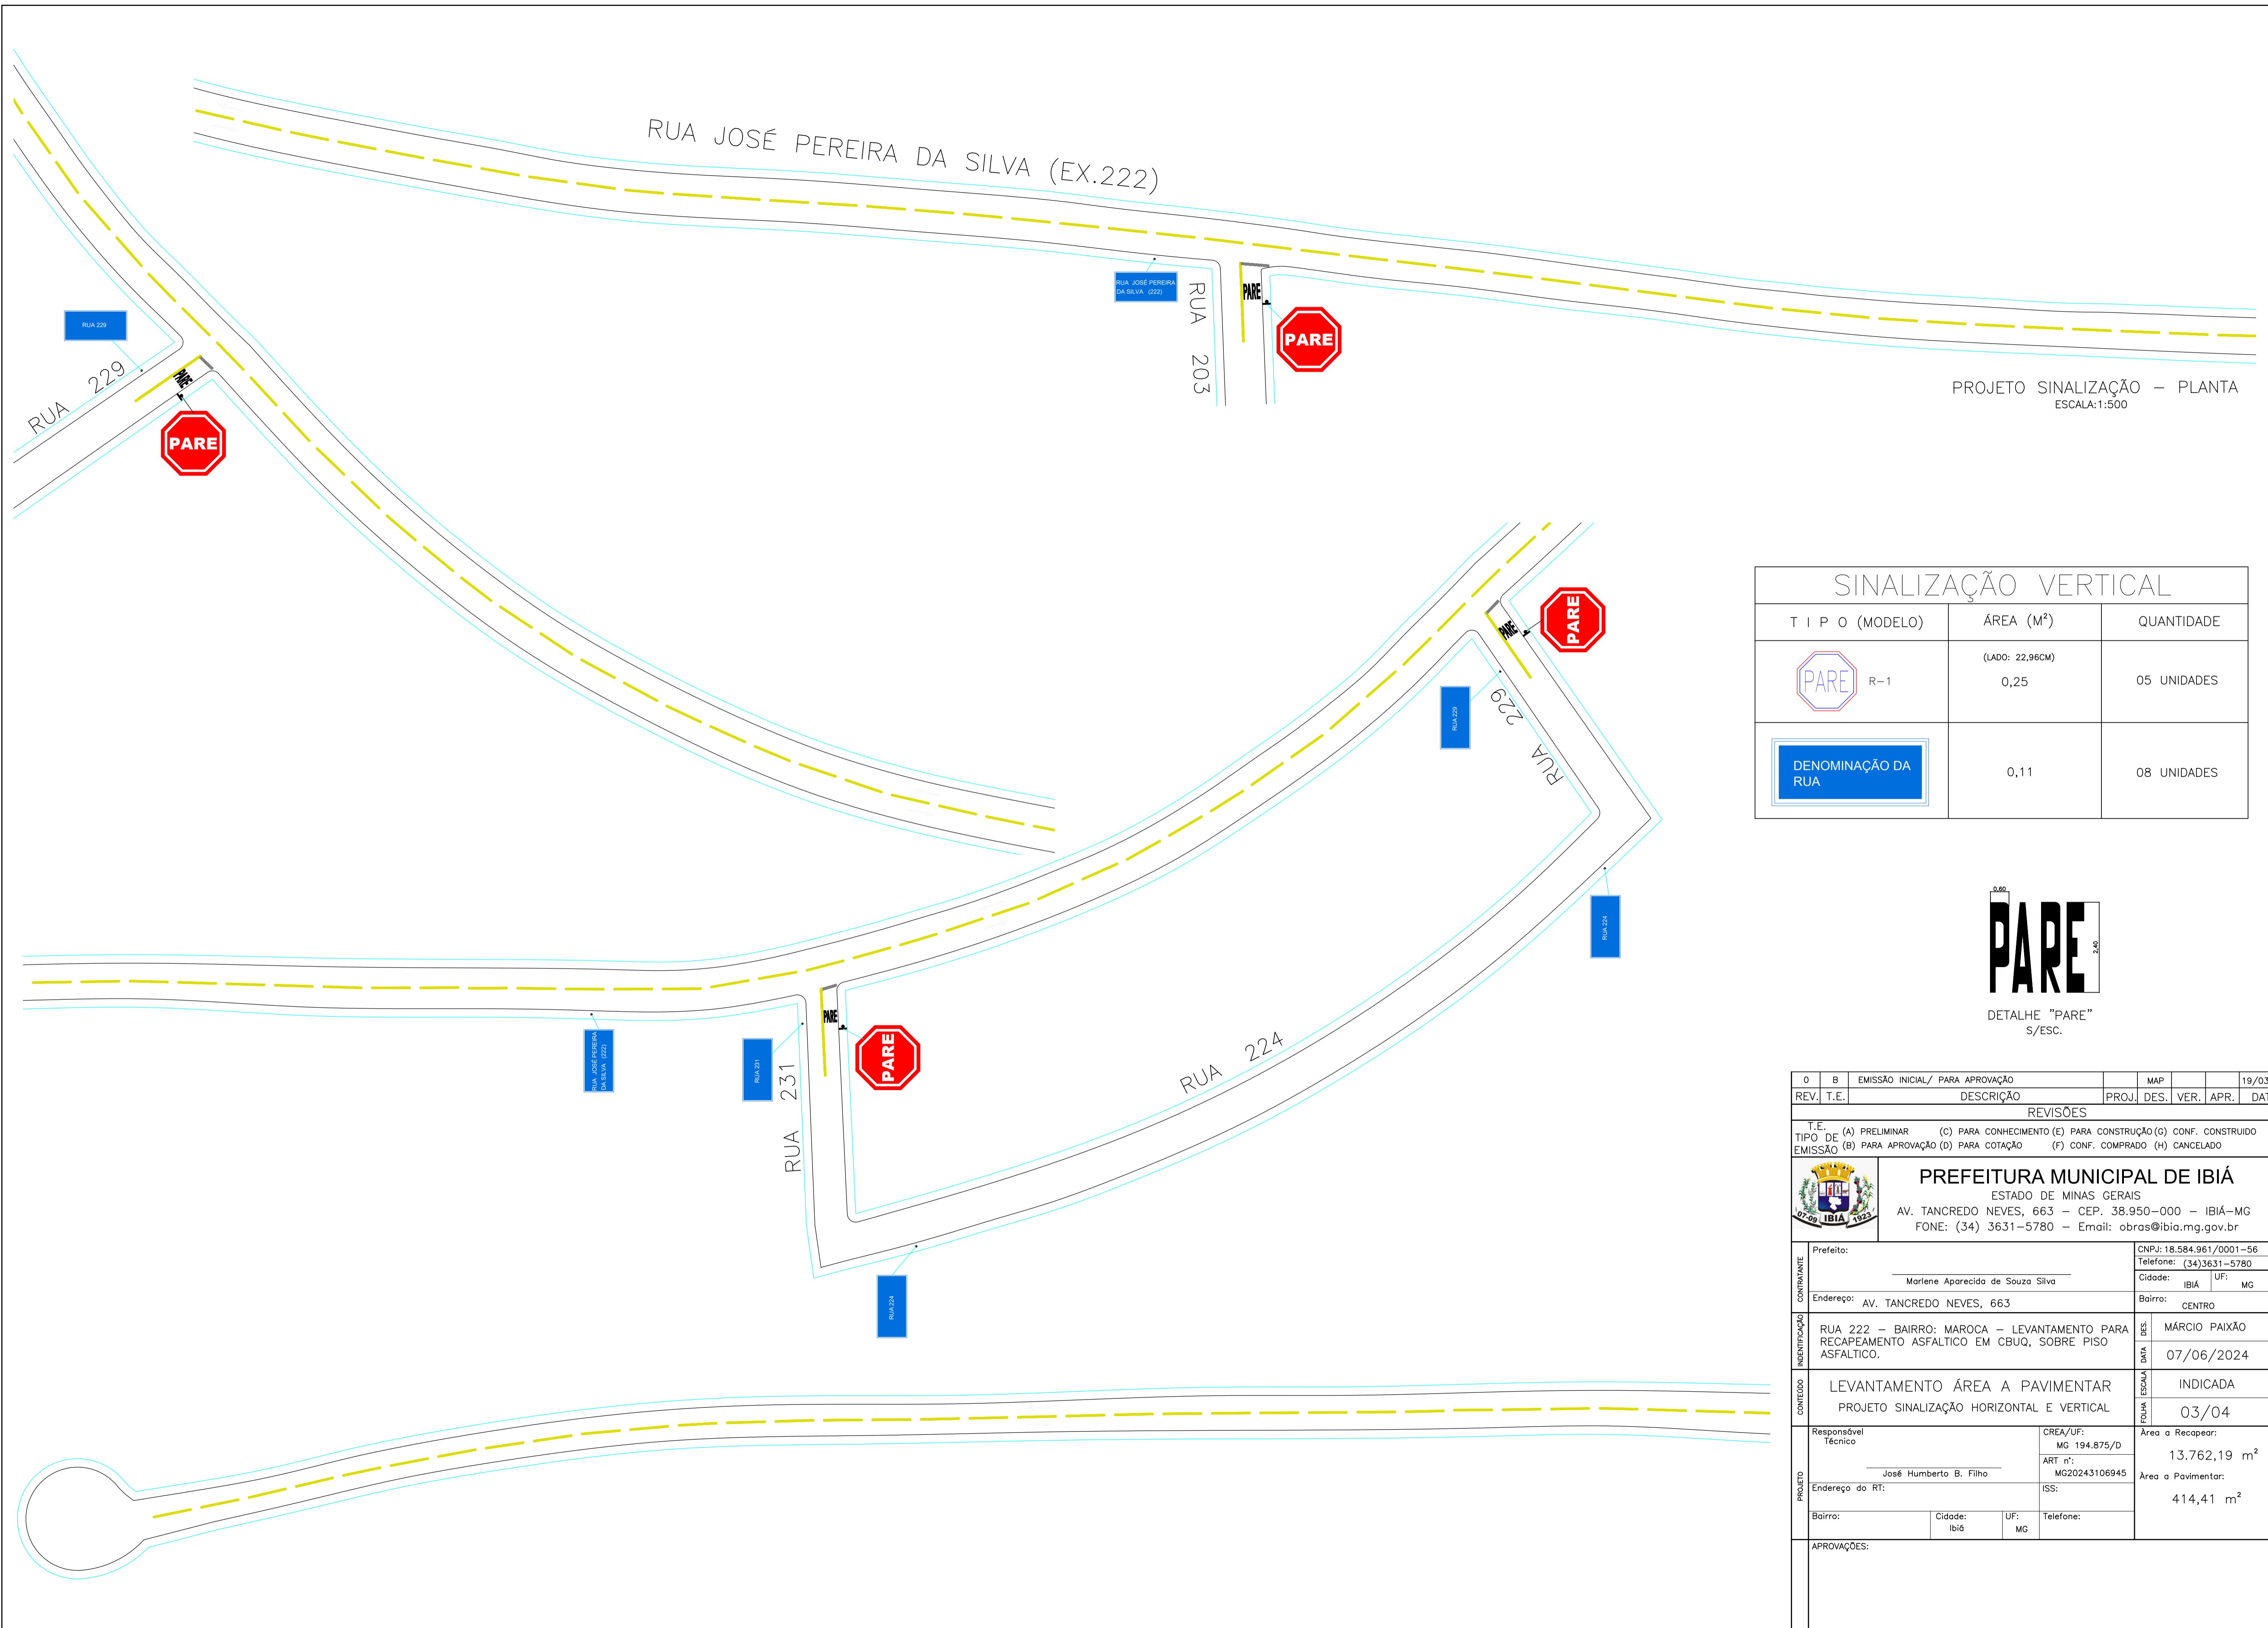 RUA JOSÉ PEREIRA DA SILVA (EX.222)
RUA JOSÉ PEREIRA
DA SILVA (222)
RUA 203
PARE
PARE
RUA 229
RUA 229
PARE
PARE
PROJETO SINALIZAÇÃO – PLANTA
ESCALA:1:500
PARE
PARE
RUA 229
RUA 229
RUA 224
RUA JOSÉ PEREIRA
DA SILVA (222)
RUA 231
RUA 231
PARE
PARE
RUA 224
RUA 224
SINALIZAÇÃO VERTICAL
T I P O (MODELO)
ÁREA (M²)
QUANTIDADE
PARE
R-1
(LADO: 22,96CM)
0,25
05 UNIDADES
DENOMINAÇÃO DA
RUA
0,11
08 UNIDADES
0,60
PARE
2,40
DETALHE "PARE"
S/ESC.
0 B EMISSÃO INICIAL/ PARA APROVAÇÃO MAP 19/03
REV. T.E. DESCRIÇÃO PROJ. DES. VER. APR. DAT
REVISÕES
T.E.
TIPO DE
EMISSÃO
(A) PRELIMINAR (C) PARA CONHECIMENTO (E) PARA CONSTRUÇÃO (G) CONF. CONSTRUIDO
(B) PARA APROVAÇÃO (D) PARA COTAÇÃO (F) CONF. COMPRADO (H) CANCELADO
07-09 IBIÁ 1923
PREFEITURA MUNICIPAL DE IBIÁ
ESTADO DE MINAS GERAIS
AV. TANCREDO NEVES, 663 – CEP. 38.950–000 – IBIÁ–MG
FONE: (34) 3631–5780 – Email: obras@ibia.mg.gov.br
CONTRATANTE
Prefeito:
Marlene Aparecida de Souza Silva
CNPJ: 18.584.961/0001–56
Telefone: (34)3631–5780
Cidade: IBIÁ UF: MG
Endereço: AV. TANCREDO NEVES, 663
Bairro: CENTRO
INDENTIFICAÇÃO
RUA 222 – BAIRRO: MAROCA – LEVANTAMENTO PARA
RECAPEAMENTO ASFALTICO EM CBUQ, SOBRE PISO
ASFALTICO.
DES. MÁRCIO PAIXÃO
DATA 07/06/2024
CONTEÚDO
LEVANTAMENTO ÁREA A PAVIMENTAR
PROJETO SINALIZAÇÃO HORIZONTAL E VERTICAL
ESCALA INDICADA
FOLHA 03/04
PROJETO
Responsável
Técnico
José Humberto B. Filho
CREA/UF:
MG 194.875/D
ART n°:
MG20243106945
Àrea a Recapear:
13.762,19 m²
Àrea a Pavimentar:
414,41 m²
Endereço do RT:
ISS:
Bairro:
Cidade:
Ibiá
UF:
MG
Telefone:
APROVAÇÕES: